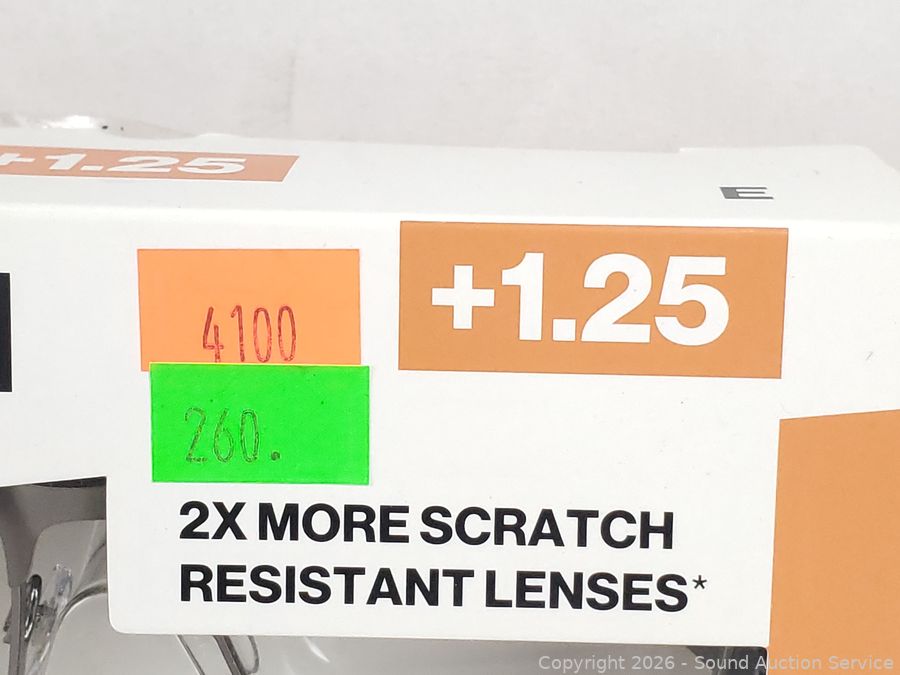 +1.25
E
+1.25
4100
260.
2X MORE SCRATCH
RESISTANT LENSES*
Copyright 2026 - Sound Auction Service